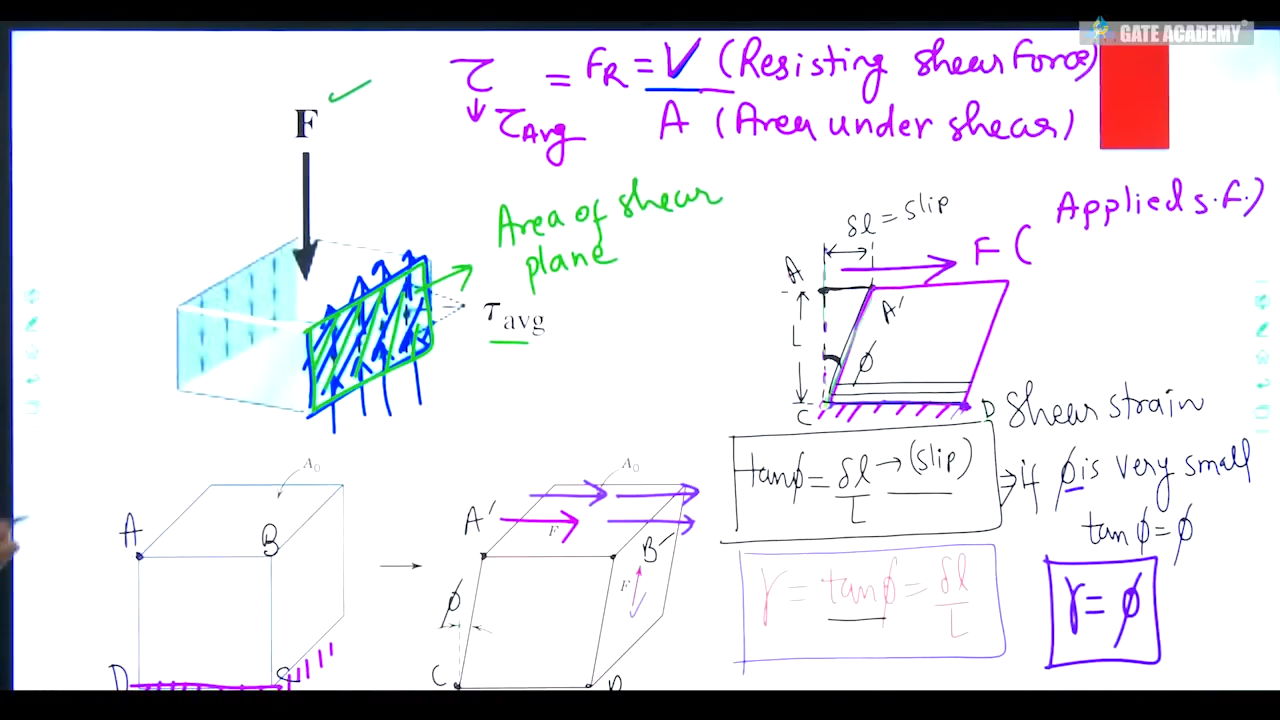 GATE ACADEMY
τ = F_R = V (Resisting shear Force)
↓ τ_Avg A (Area under shear)
F ✓
Area of shear
plane
τ_avg
δl = slip
F (Applied S.F.)
A
A'
L
φ
C
D
Shear strain
tanφ = δl → (slip)
L
⇒ if φ is very small
tan φ = φ
γ = tanφ = δl
L
γ = φ
A₀
A
B
D
C
A₀
A'
F
B'
F
φ
C
D